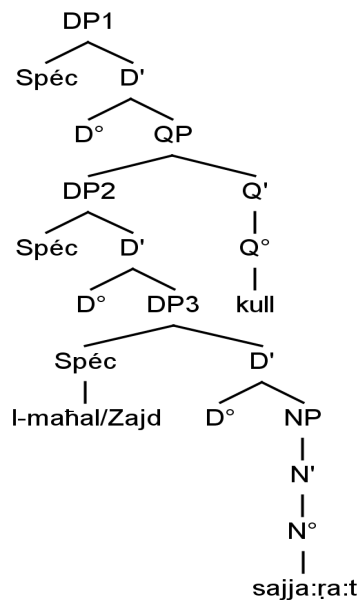 DP1
Spéc D'
D° QP
DP2 Q'
Spéc D' Q°
D° DP3 kull
Spéc D'
l-maħal/Zajd D° NP
N'
N°
sajja:ṛa:t